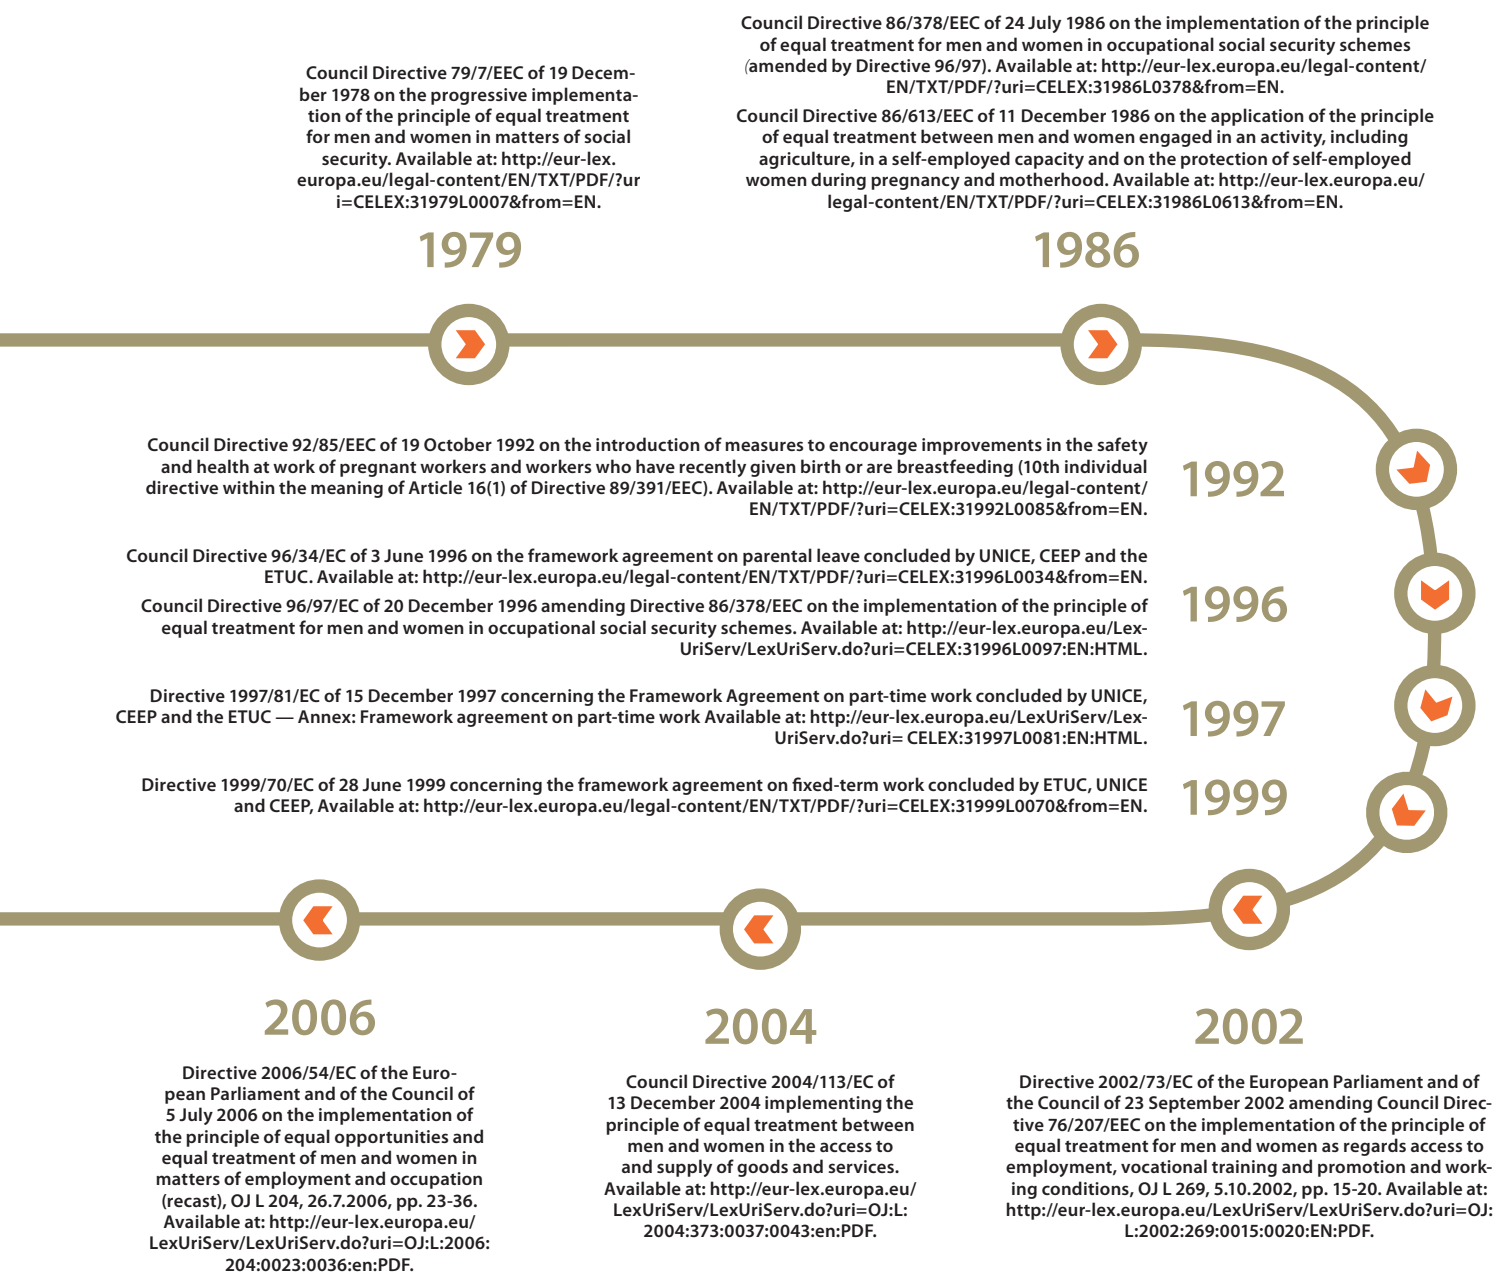 Council Directive 79/7/EEC of 19 Decem-
ber 1978 on the progressive implementa-
tion of the principle of equal treatment
for men and women in matters of social
security. Available at: http://eur-lex.
europa.eu/legal-content/EN/TXT/PDF/?ur
i=CELEX:31979L0007&from=EN.
1979
Council Directive 86/378/EEC of 24 July 1986 on the implementation of the principle
of equal treatment for men and women in occupational social security schemes
(amended by Directive 96/97). Available at: http://eur-lex.europa.eu/legal-content/
EN/TXT/PDF/?uri=CELEX:31986L0378&from=EN.
Council Directive 86/613/EEC of 11 December 1986 on the application of the principle
of equal treatment between men and women engaged in an activity, including
agriculture, in a self-employed capacity and on the protection of self-employed
women during pregnancy and motherhood. Available at: http://eur-lex.europa.eu/
legal-content/EN/TXT/PDF/?uri=CELEX:31986L0613&from=EN.
1986
Council Directive 92/85/EEC of 19 October 1992 on the introduction of measures to encourage improvements in the safety
and health at work of pregnant workers and workers who have recently given birth or are breastfeeding (10th individual
directive within the meaning of Article 16(1) of Directive 89/391/EEC). Available at: http://eur-lex.europa.eu/legal-content/
EN/TXT/PDF/?uri=CELEX:31992L0085&from=EN.
1992
Council Directive 96/34/EC of 3 June 1996 on the framework agreement on parental leave concluded by UNICE, CEEP and the
ETUC. Available at: http://eur-lex.europa.eu/legal-content/EN/TXT/PDF/?uri=CELEX:31996L0034&from=EN.
Council Directive 96/97/EC of 20 December 1996 amending Directive 86/378/EEC on the implementation of the principle of
equal treatment for men and women in occupational social security schemes. Available at: http://eur-lex.europa.eu/Lex-
UriServ/LexUriServ.do?uri=CELEX:31996L0097:EN:HTML.
1996
Directive 1997/81/EC of 15 December 1997 concerning the Framework Agreement on part-time work concluded by UNICE,
CEEP and the ETUC — Annex: Framework agreement on part-time work Available at: http://eur-lex.europa.eu/LexUriServ/Lex-
UriServ.do?uri= CELEX:31997L0081:EN:HTML.
1997
Directive 1999/70/EC of 28 June 1999 concerning the framework agreement on fixed-term work concluded by ETUC, UNICE
and CEEP, Available at: http://eur-lex.europa.eu/legal-content/EN/TXT/PDF/?uri=CELEX:31999L0070&from=EN.
1999
2006
Directive 2006/54/EC of the Euro-
pean Parliament and of the Council of
5 July 2006 on the implementation of
the principle of equal opportunities and
equal treatment of men and women in
matters of employment and occupation
(recast), OJ L 204, 26.7.2006, pp. 23-36.
Available at: http://eur-lex.europa.eu/
LexUriServ/LexUriServ.do?uri=OJ:L:2006:
204:0023:0036:en:PDF.
2004
Council Directive 2004/113/EC of
13 December 2004 implementing the
principle of equal treatment between
men and women in the access to
and supply of goods and services.
Available at: http://eur-lex.europa.eu/
LexUriServ/LexUriServ.do?uri=OJ:L:
2004:373:0037:0043:en:PDF.
2002
Directive 2002/73/EC of the European Parliament and of
the Council of 23 September 2002 amending Council Direc-
tive 76/207/EEC on the implementation of the principle of
equal treatment for men and women as regards access to
employment, vocational training and promotion and work-
ing conditions, OJ L 269, 5.10.2002, pp. 15-20. Available at:
http://eur-lex.europa.eu/LexUriServ/LexUriServ.do?uri=OJ:
L:2002:269:0015:0020:EN:PDF.